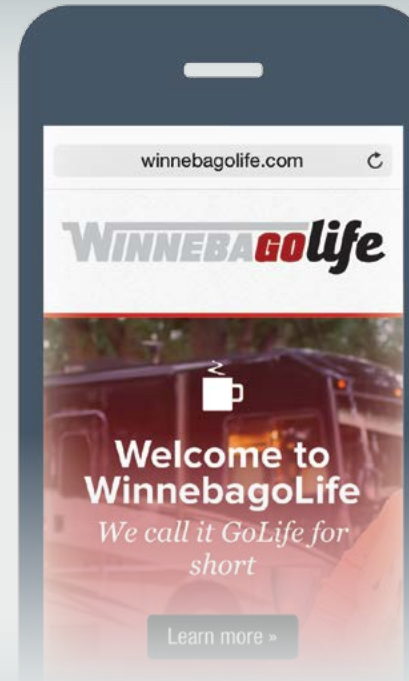 winnebagolife.com
WINNEBAGOlife
Welcome to
WinnebagoLife
We call it GoLife for
short
Learn more »